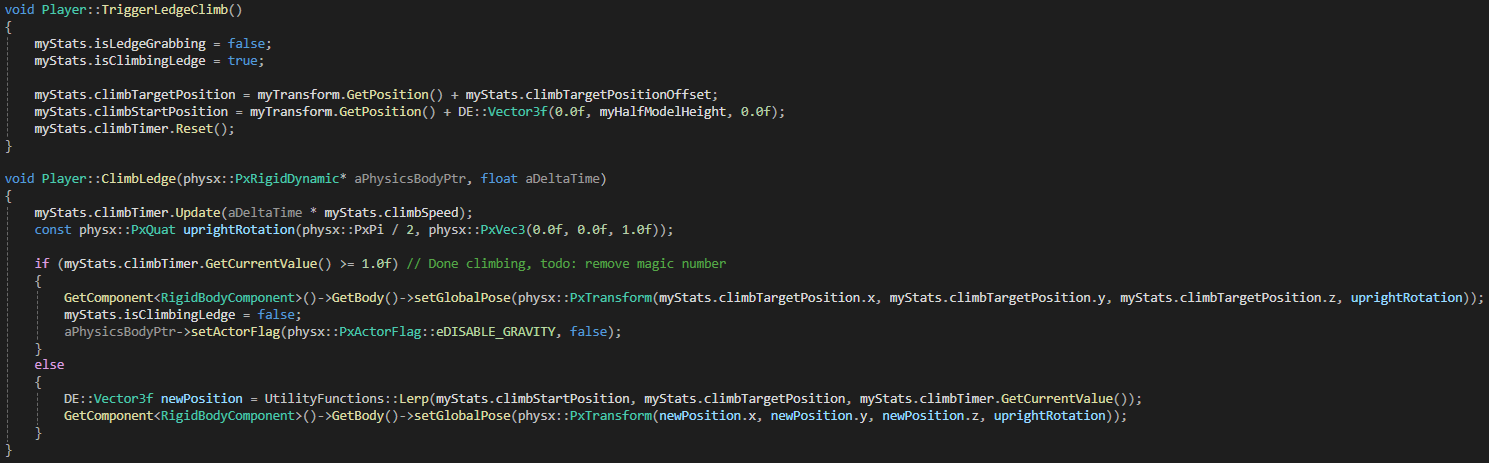 void Player::TriggerLedgeClimb()
{
    myStats.isLedgeGrabbing = false;
    myStats.isClimbingLedge = true;

    myStats.climbTargetPosition = myTransform.GetPosition() + myStats.climbTargetPositionOffset;
    myStats.climbStartPosition = myTransform.GetPosition() + DE::Vector3f(0.0f, myHalfModelHeight, 0.0f);
    myStats.climbTimer.Reset();
}

void Player::ClimbLedge(physx::PxRigidDynamic* aPhysicsBodyPtr, float aDeltaTime)
{
    myStats.climbTimer.Update(aDeltaTime * myStats.climbSpeed);
    const physx::PxQuat uprightRotation(physx::PxPi / 2, physx::PxVec3(0.0f, 0.0f, 1.0f));

    if (myStats.climbTimer.GetCurrentValue() >= 1.0f) // Done climbing, todo: remove magic number
    {
        GetComponent<RigidBodyComponent>()->GetBody()->setGlobalPose(physx::PxTransform(myStats.climbTargetPosition.x, myStats.climbTargetPosition.y, myStats.climbTargetPosition.z, uprightRotation));
        myStats.isClimbingLedge = false;
        aPhysicsBodyPtr->setActorFlag(physx::PxActorFlag::eDISABLE_GRAVITY, false);
    }
    else
    {
        DE::Vector3f newPosition = UtilityFunctions::Lerp(myStats.climbStartPosition, myStats.climbTargetPosition, myStats.climbTimer.GetCurrentValue());
        GetComponent<RigidBodyComponent>()->GetBody()->setGlobalPose(physx::PxTransform(newPosition.x, newPosition.y, newPosition.z, uprightRotation));
    }
}